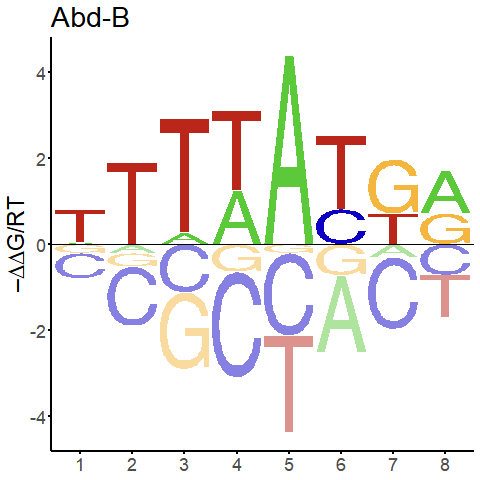 Abd-B
−ΔΔG/RT
4
2
0
-2
-4
T T T T A T G A
A A C T G
G A G G A C
C G C G G C T
C C C T A C
G
1 2 3 4 5 6 7 8